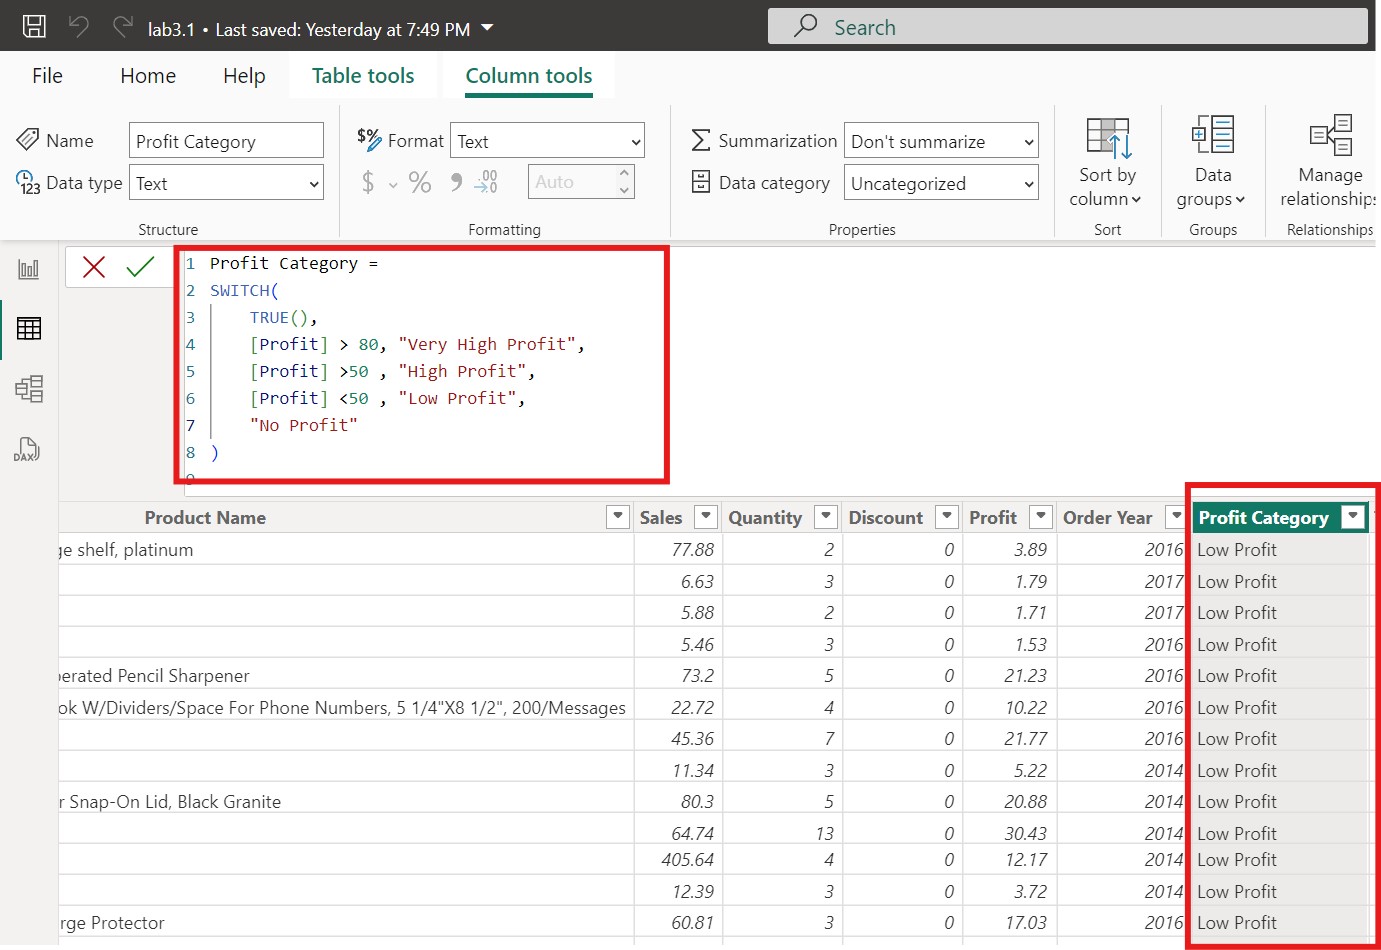 lab3.1 • Last saved: Yesterday at 7:49 PM
Search
File Home Help Table tools Column tools
Name Profit Category
Data type Text
Structure
$% Format Text
$ % 9 .00 Auto
Formatting
Summarization Don't summarize
Data category Uncategorized
Properties
Sort by
column
Sort
Data
groups
Groups
Manage
relationships
Relationships
DAX
1 Profit Category =
2 SWITCH(
3 TRUE(),
4 [Profit] > 80, "Very High Profit",
5 [Profit] >50 , "High Profit",
6 [Profit] <50 , "Low Profit",
7 "No Profit"
8 )
9
Product Name Sales Quantity Discount Profit Order Year Profit Category
ge shelf, platinum 77.88 2 0 3.89 2016 Low Profit
6.63 3 0 1.79 2017 Low Profit
5.88 2 0 1.71 2017 Low Profit
5.46 3 0 1.53 2016 Low Profit
perated Pencil Sharpener 73.2 5 0 21.23 2016 Low Profit
ok W/Dividers/Space For Phone Numbers, 5 1/4"X8 1/2", 200/Messages 22.72 4 0 10.22 2016 Low Profit
45.36 7 0 21.77 2016 Low Profit
11.34 3 0 5.22 2014 Low Profit
r Snap-On Lid, Black Granite 80.3 5 0 20.88 2014 Low Profit
64.74 13 0 30.43 2014 Low Profit
405.64 4 0 12.17 2014 Low Profit
12.39 3 0 3.72 2014 Low Profit
rge Protector 60.81 3 0 17.03 2016 Low Profit